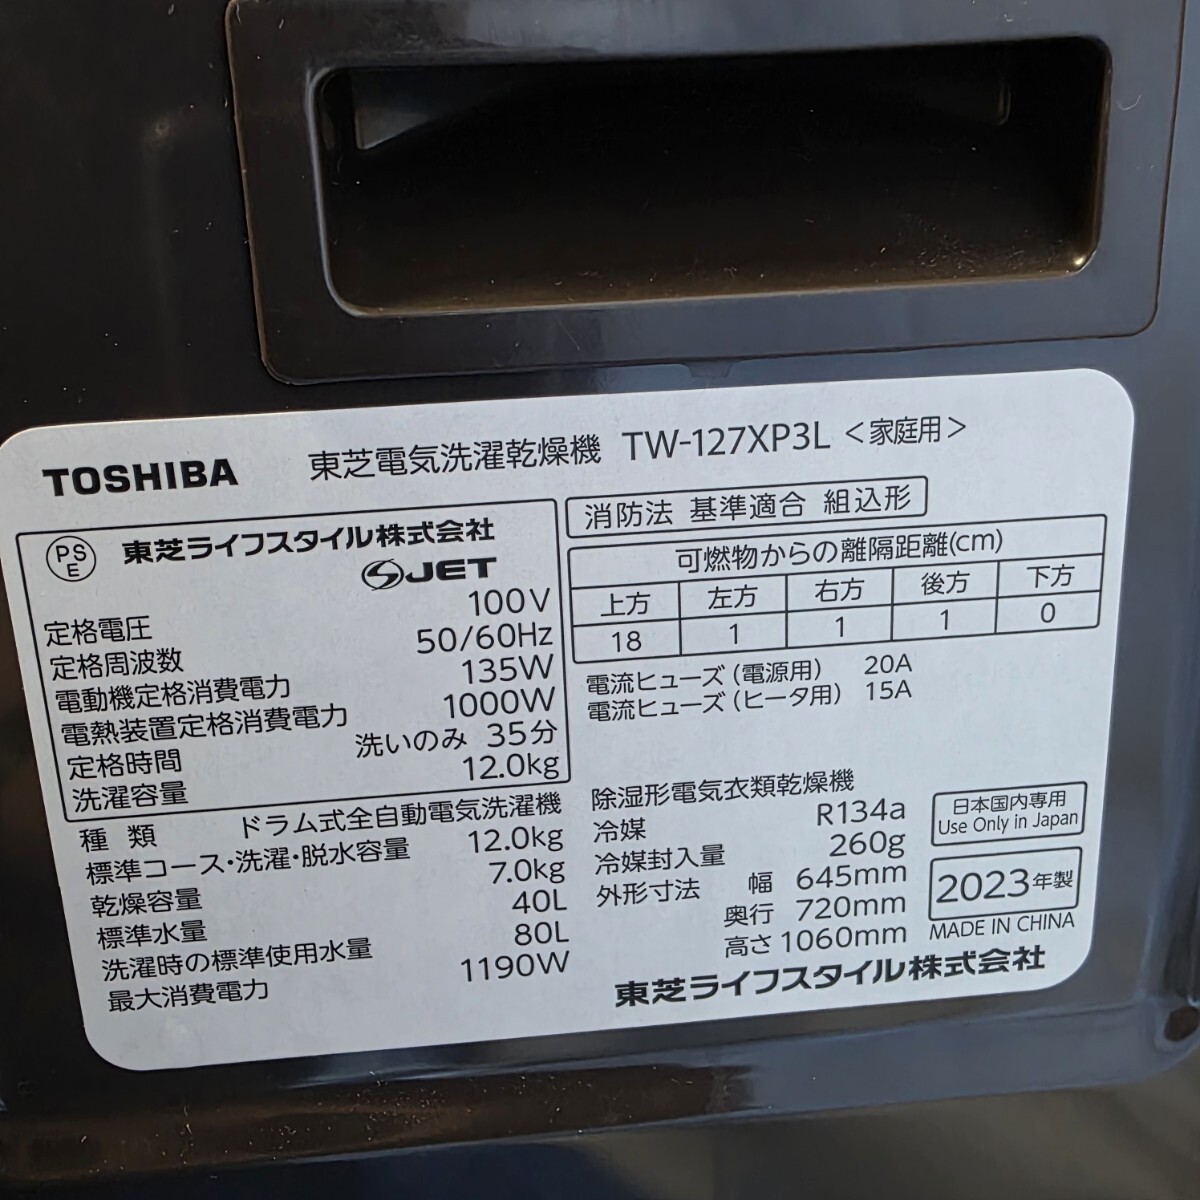 TOSHIBA 東芝電気洗濯乾燥機 TW-127XP3L <家庭用>
PS E 東芝ライフスタイル株式会社
JET
定格電圧 100V
定格周波数 50/60Hz
電動機定格消費電力 135W
電熱装置定格消費電力 1000W
定格時間 洗いのみ 35分
洗濯容量 12.0kg
種 類 ドラム式全自動電気洗濯機
標準コース・洗濯・脱水容量 12.0kg
乾燥容量 7.0kg
標準水量 40L
洗濯時の標準使用水量 80L
最大消費電力 1190W
消防法 基準適合 組込形
可燃物からの離隔距離(cm)
上方 左方 右方 後方 下方
18 1 1 1 0
電流ヒューズ(電源用) 20A
電流ヒューズ(ヒータ用) 15A
除湿形電気衣類乾燥機
冷媒 R134a
冷媒封入量 260g
外形寸法 幅 645mm
奥行 720mm
高さ 1060mm
日本国内専用
Use Only in Japan
2023年製
MADE IN CHINA
東芝ライフスタイル株式会社